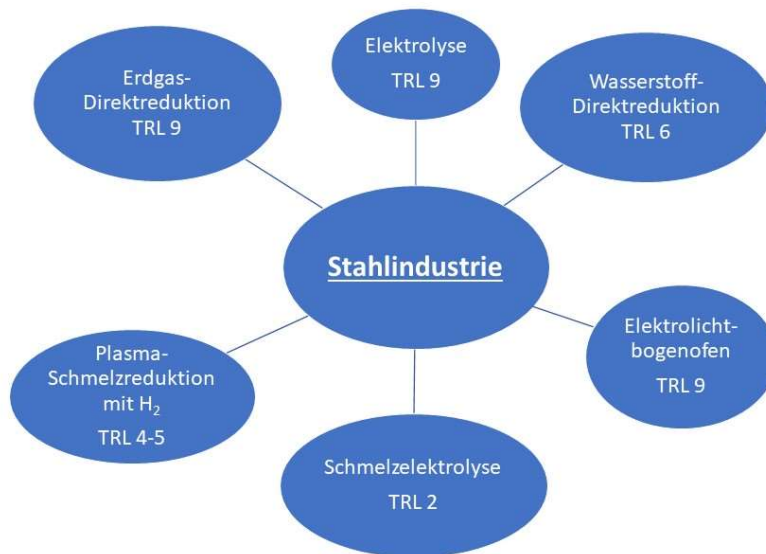 Elektrolyse
TRL 9
Erdgas-
Direktreduktion
TRL 9
Wasserstoff-
Direktreduktion
TRL 6
Stahlindustrie
Elektrolicht-
bogenofen
TRL 9
Plasma-
Schmelzreduktion
mit H₂
TRL 4-5
Schmelzelektrolyse
TRL 2